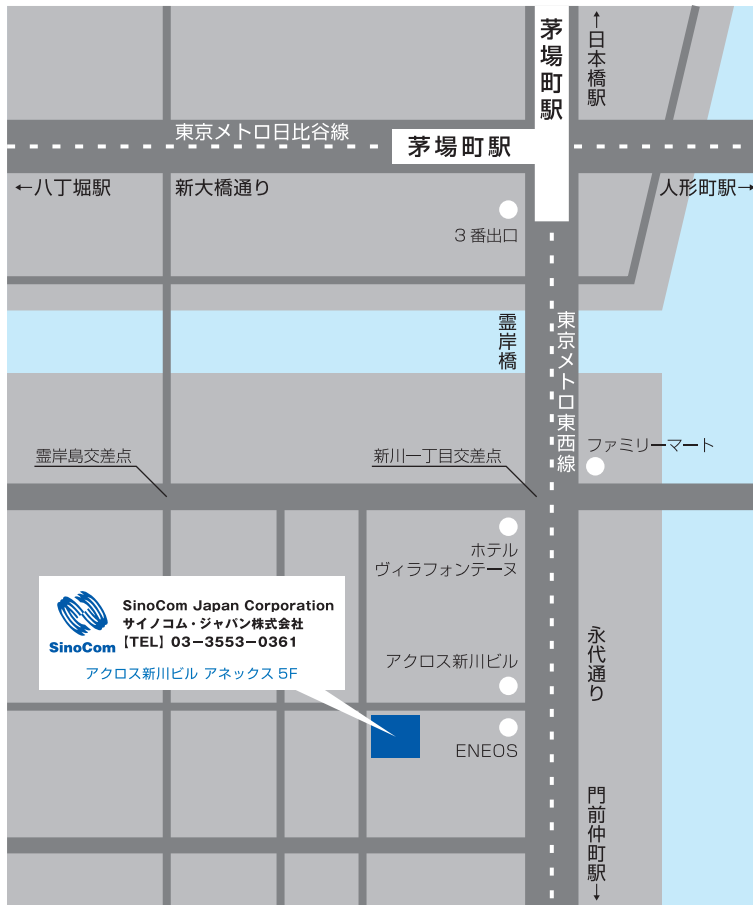 茅場町駅
↑日本橋駅
東京メトロ日比谷線
茅場町駅
←八丁堀駅
新大橋通り
人形町駅→
3番出口
霊岸橋
東京メトロ東西線
ファミリーマート
霊岸島交差点
新川一丁目交差点
ホテル
ヴィラフォンテーヌ
SinoCom
SinoCom Japan Corporation
サイノコム・ジャパン株式会社
【TEL】03−3553−0361
アクロス新川ビル アネックス 5F
アクロス新川ビル
永代通り
ENEOS
門前仲町駅↓